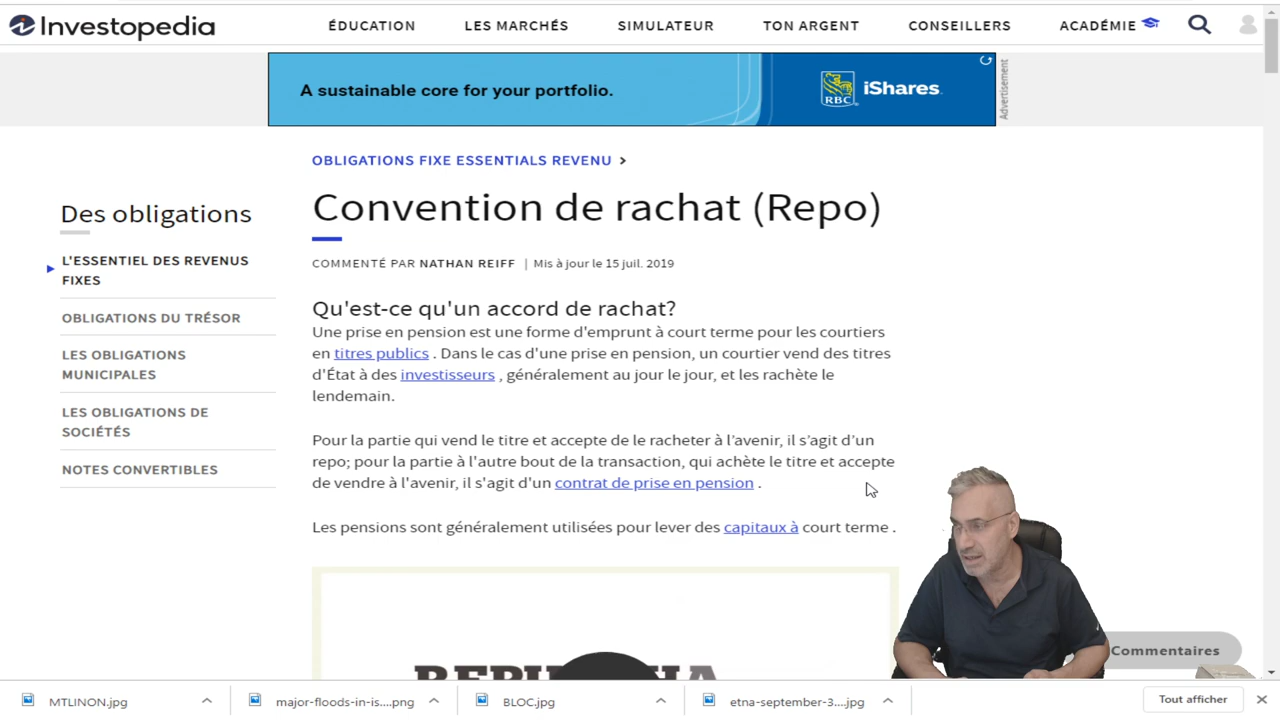 Investopedia
ÉDUCATION LES MARCHÉS SIMULATEUR TON ARGENT CONSEILLERS ACADÉMIE
A sustainable core for your portfolio.
RBC iShares.
Advertisement
OBLIGATIONS FIXE ESSENTIALS REVENU >
Des obligations
L'ESSENTIEL DES REVENUS
FIXES
OBLIGATIONS DU TRÉSOR
LES OBLIGATIONS
MUNICIPALES
LES OBLIGATIONS DE
SOCIÉTÉS
NOTES CONVERTIBLES
Convention de rachat (Repo)
COMMENTÉ PAR NATHAN REIFF | Mis à jour le 15 juil. 2019
Qu'est-ce qu'un accord de rachat?
Une prise en pension est une forme d'emprunt à court terme pour les courtiers
en titres publics . Dans le cas d'une prise en pension, un courtier vend des titres
d'État à des investisseurs , généralement au jour le jour, et les rachète le
lendemain.
Pour la partie qui vend le titre et accepte de le racheter à l’avenir, il s’agit d’un
repo; pour la partie à l'autre bout de la transaction, qui achète le titre et accepte
de vendre à l'avenir, il s'agit d'un contrat de prise en pension .
Les pensions sont généralement utilisées pour lever des capitaux à court terme .
Commentaires
MTLINON.jpg
major-floods-in-is....png
BLOC.jpg
etna-september-3....jpg
Tout afficher